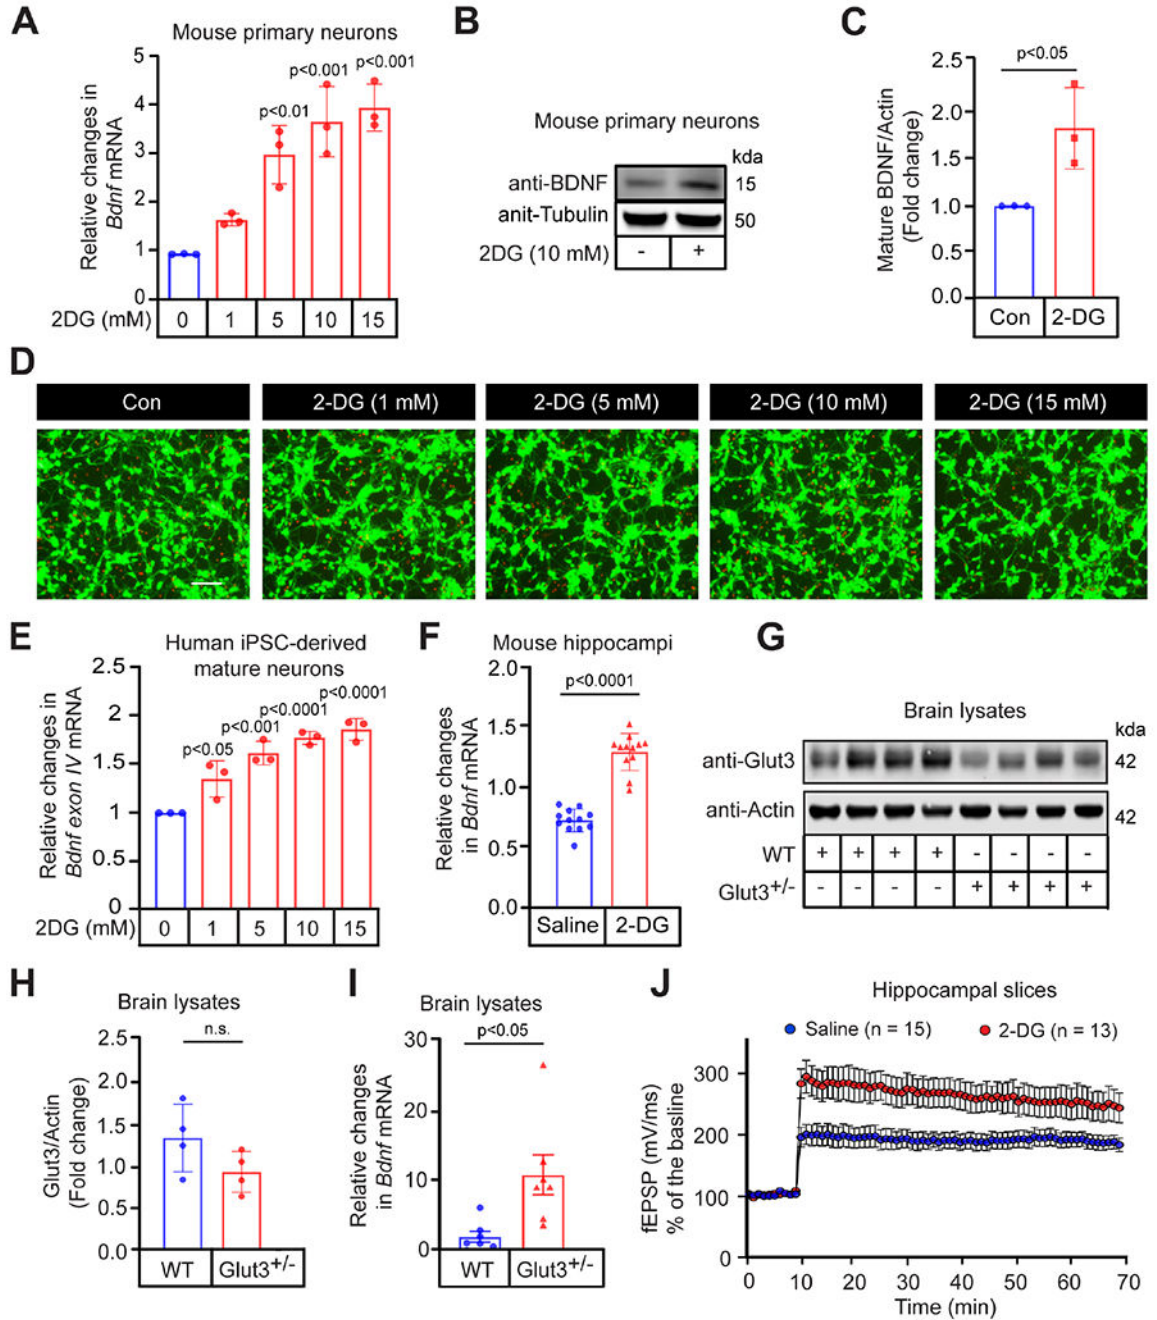 A
Mouse primary neurons
Relative changes in
Bdnf mRNA
5
4
3
2
1
0
p<0.01
p<0.001
p<0.001
2DG (mM)
0
1
5
10
15
B
Mouse primary neurons
kda
anti-BDNF
15
anit-Tubulin
50
2DG (10 mM)
-
+
C
Mature BDNF/Actin
(Fold change)
2.5
2.0
1.5
1.0
0.5
0.0
p<0.05
Con
2-DG
D
Con
2-DG (1 mM)
2-DG (5 mM)
2-DG (10 mM)
2-DG (15 mM)
E
Human iPSC-derived
mature neurons
Relative changes in
Bdnf exon IV mRNA
2.5
2
1.5
1
0.5
0
p<0.05
p<0.001
p<0.0001
p<0.0001
2DG (mM)
0
1
5
10
15
F
Mouse hippocampi
Relative changes
in Bdnf mRNA
2.0
1.5
1.0
0.5
0.0
p<0.0001
Saline
2-DG
G
Brain lysates
kda
anti-Glut3
42
anti-Actin
42
WT
+ + + + - - - -
Glut3+/-
- - - - + + + +
H
Brain lysates
Glut3/Actin
(Fold change)
2.5
2.0
1.5
1.0
0.5
0.0
n.s.
WT
Glut3+/-
I
Brain lysates
Relative changes
in Bdnf mRNA
30
20
10
0
p<0.05
WT
Glut3+/-
J
Hippocampal slices
Saline (n = 15)
2-DG (n = 13)
fEPSP (mV/ms)
% of the basline
300
200
100
0
0 10 20 30 40 50 60 70
Time (min)